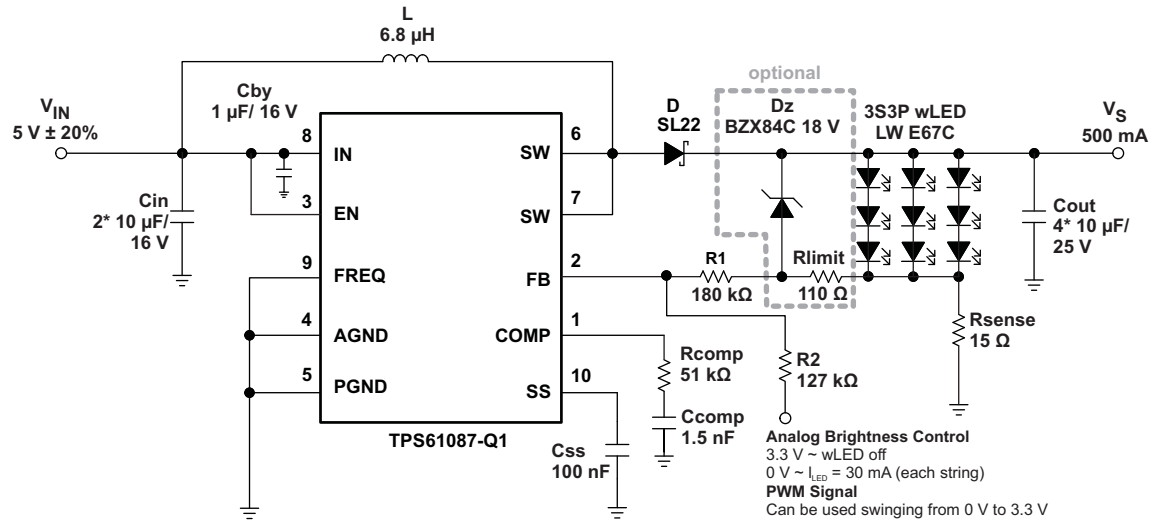 L
6.8 µH
optional
Cby
1 µF/ 16 V
VIN
5 V ± 20%
D
SL22
Dz
BZX84C 18 V
3S3P wLED
LW E67C
VS
500 mA
8
IN
6
SW
3
EN
7
SW
Cin
2* 10 µF/
16 V
Cout
4* 10 µF/
25 V
9
FREQ
2
FB
R1
180 kΩ
Rlimit
110 Ω
4
AGND
1
COMP
Rsense
15 Ω
5
PGND
10
SS
Rcomp
51 kΩ
R2
127 kΩ
TPS61087-Q1
Ccomp
1.5 nF
Css
100 nF
Analog Brightness Control
3.3 V ~ wLED off
0 V ~ ILED = 30 mA (each string)
PWM Signal
Can be used swinging from 0 V to 3.3 V